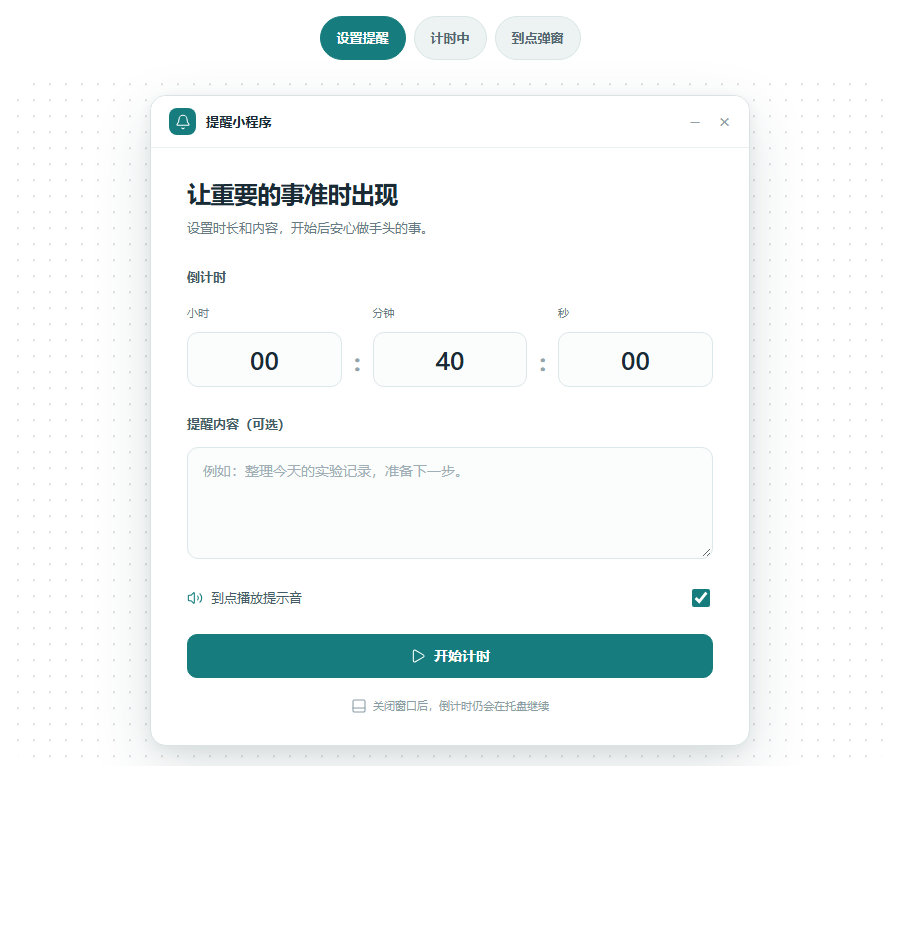 设置提醒 计时中 到点弹窗
提醒小程序
让重要的事准时出现
设置时长和内容，开始后安心做手头的事。
倒计时
小时 分钟 秒
00 : 40 : 00
提醒内容（可选）
例如：整理今天的实验记录，准备下一步。
到点播放提示音
开始计时
关闭窗口后，倒计时仍会在托盘继续